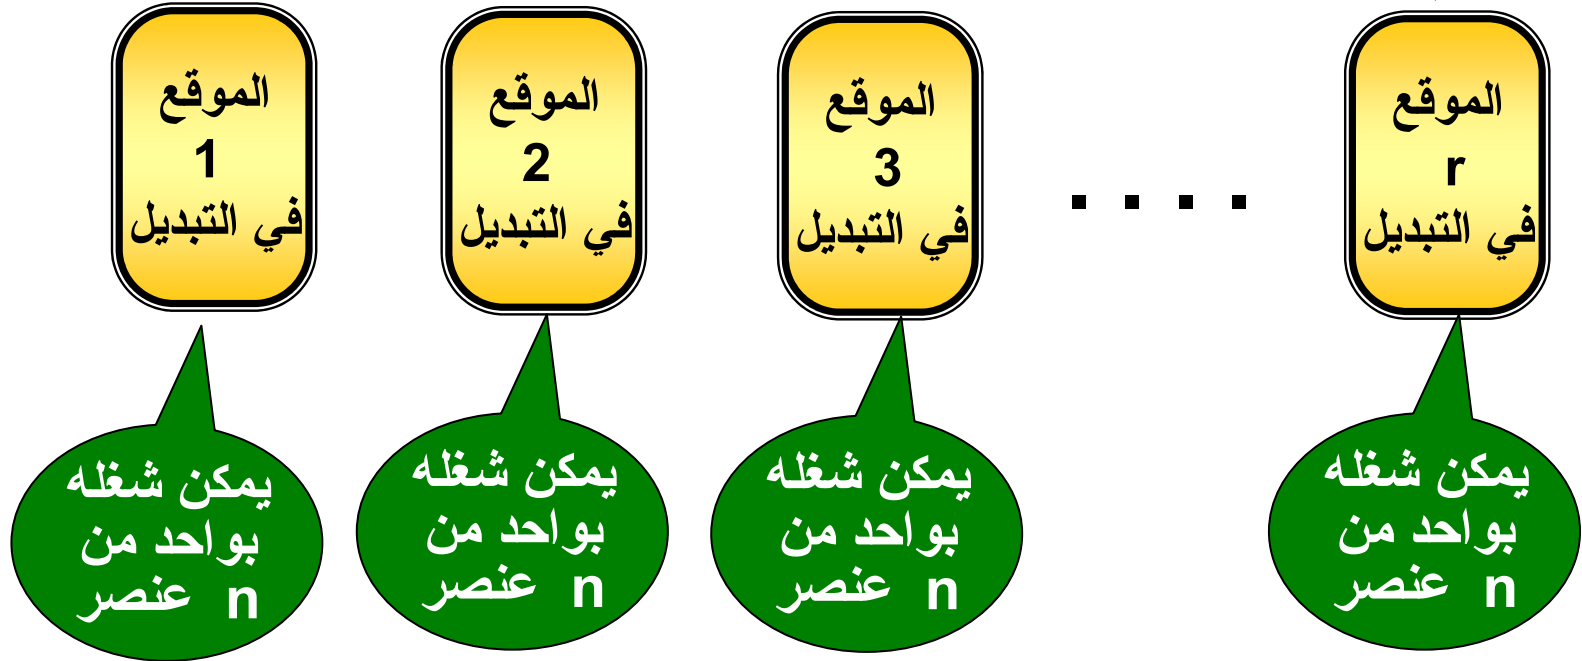 الموقع
1
في التبديل
الموقع
2
في التبديل
الموقع
3
في التبديل
. . . .
الموقع
r
في التبديل
يمكن شغله
بواحد من
n عنصر
يمكن شغله
بواحد من
n عنصر
يمكن شغله
بواحد من
n عنصر
يمكن شغله
بواحد من
n عنصر